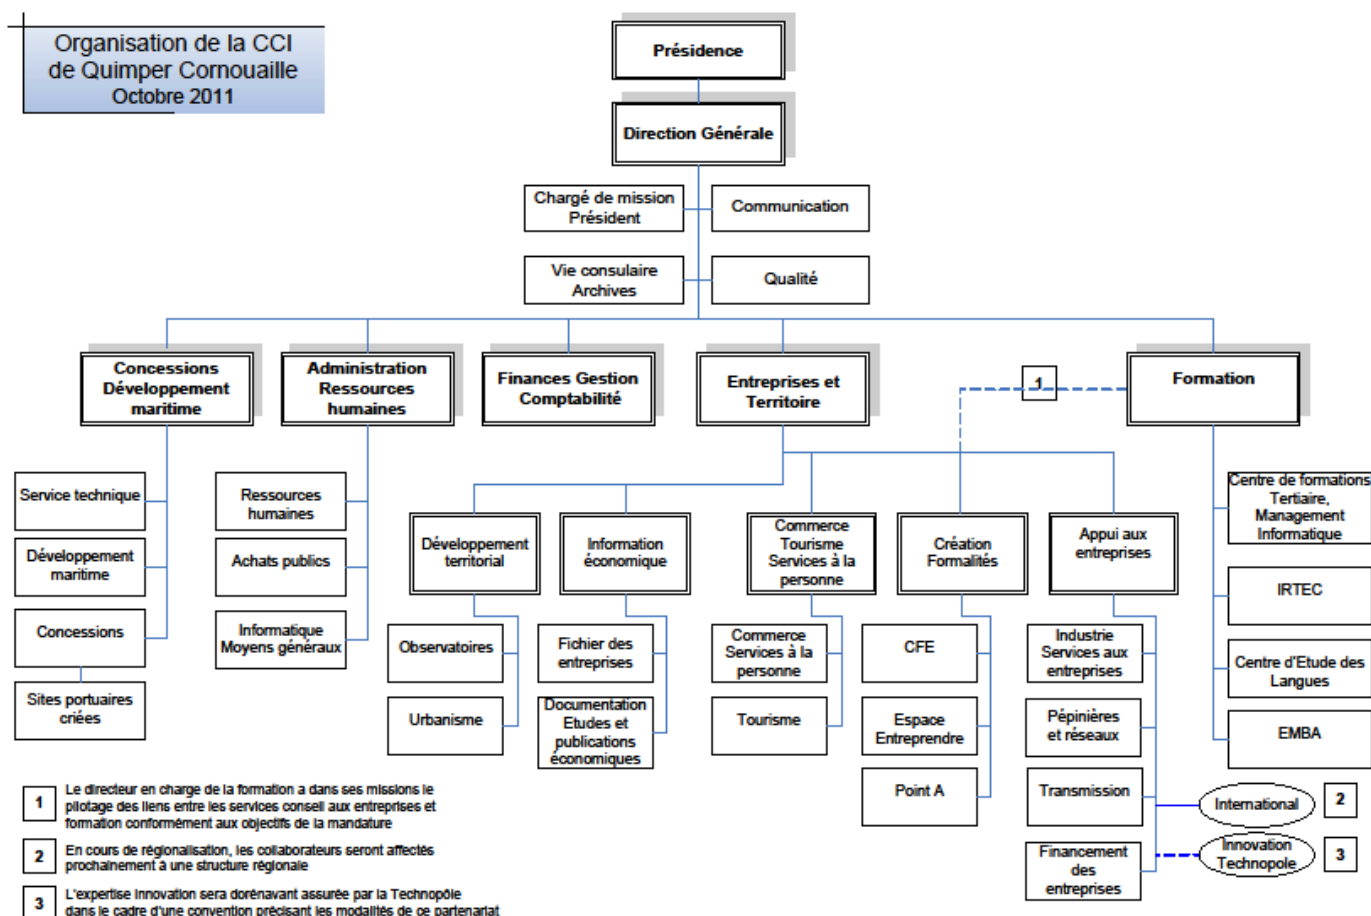 Organisation de la CCI
de Quimper Cornouaille
Octobre 2011
Présidence
Direction Générale
Chargé de mission
Président
Communication
Vie consulaire
Archives
Qualité
Concessions
Développement
maritime
Administration
Ressources
humaines
Finances Gestion
Comptabilité
Entreprises et
Territoire
1
Formation
Service technique
Développement
maritime
Concessions
Sites portuaires
criées
Ressources
humaines
Achats publics
Informatique
Moyens généraux
Développement
territorial
Information
économique
Commerce
Tourisme
Services à la
personne
Création
Formalités
Appui aux
entreprises
Centre de formations
Tertiaire,
Management
Informatique
IRTEC
Centre d'Etude des
Langues
EMBA
Observatoires
Urbanisme
Fichier des
entreprises
Documentation
Etudes et
publications
économiques
Commerce
Services à la
personne
Tourisme
CFE
Espace
Entreprendre
Point A
Industrie
Services aux
entreprises
Pépinières
et réseaux
Transmission
Financement
des
entreprises
International
2
Innovation
Technopole
3
1
Le directeur en charge de la formation a dans ses missions le
pilotage des liens entre les services conseil aux entreprises et
formation conformément aux objectifs de la mandature
2
En cours de régionalisation, les collaborateurs seront affectés
prochainement à une structure régionale
3
L'expertise Innovation sera dorénavant assurée par la Technopôle
dans le cadre d'une convention précisant les modalités de ce partenariat